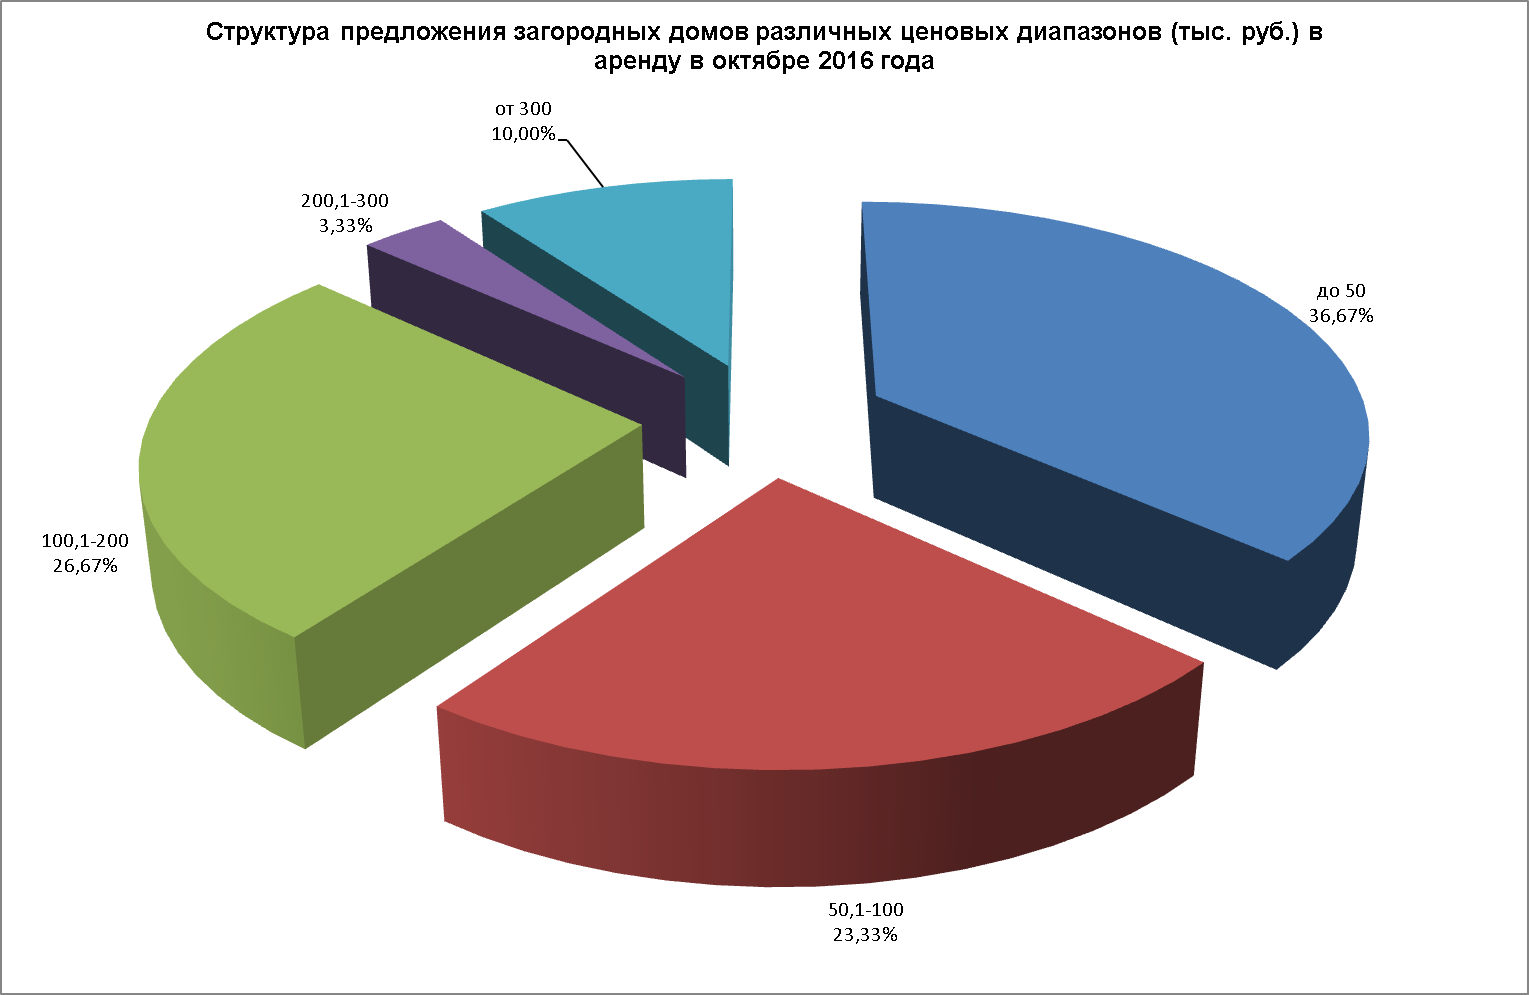 Структура предложения загородных домов различных ценовых диапазонов (тыс. руб.) в
аренду в октябре 2016 года
от 300
10,00%
200,1-300
3,33%
до 50
36,67%
100,1-200
26,67%
50,1-100
23,33%